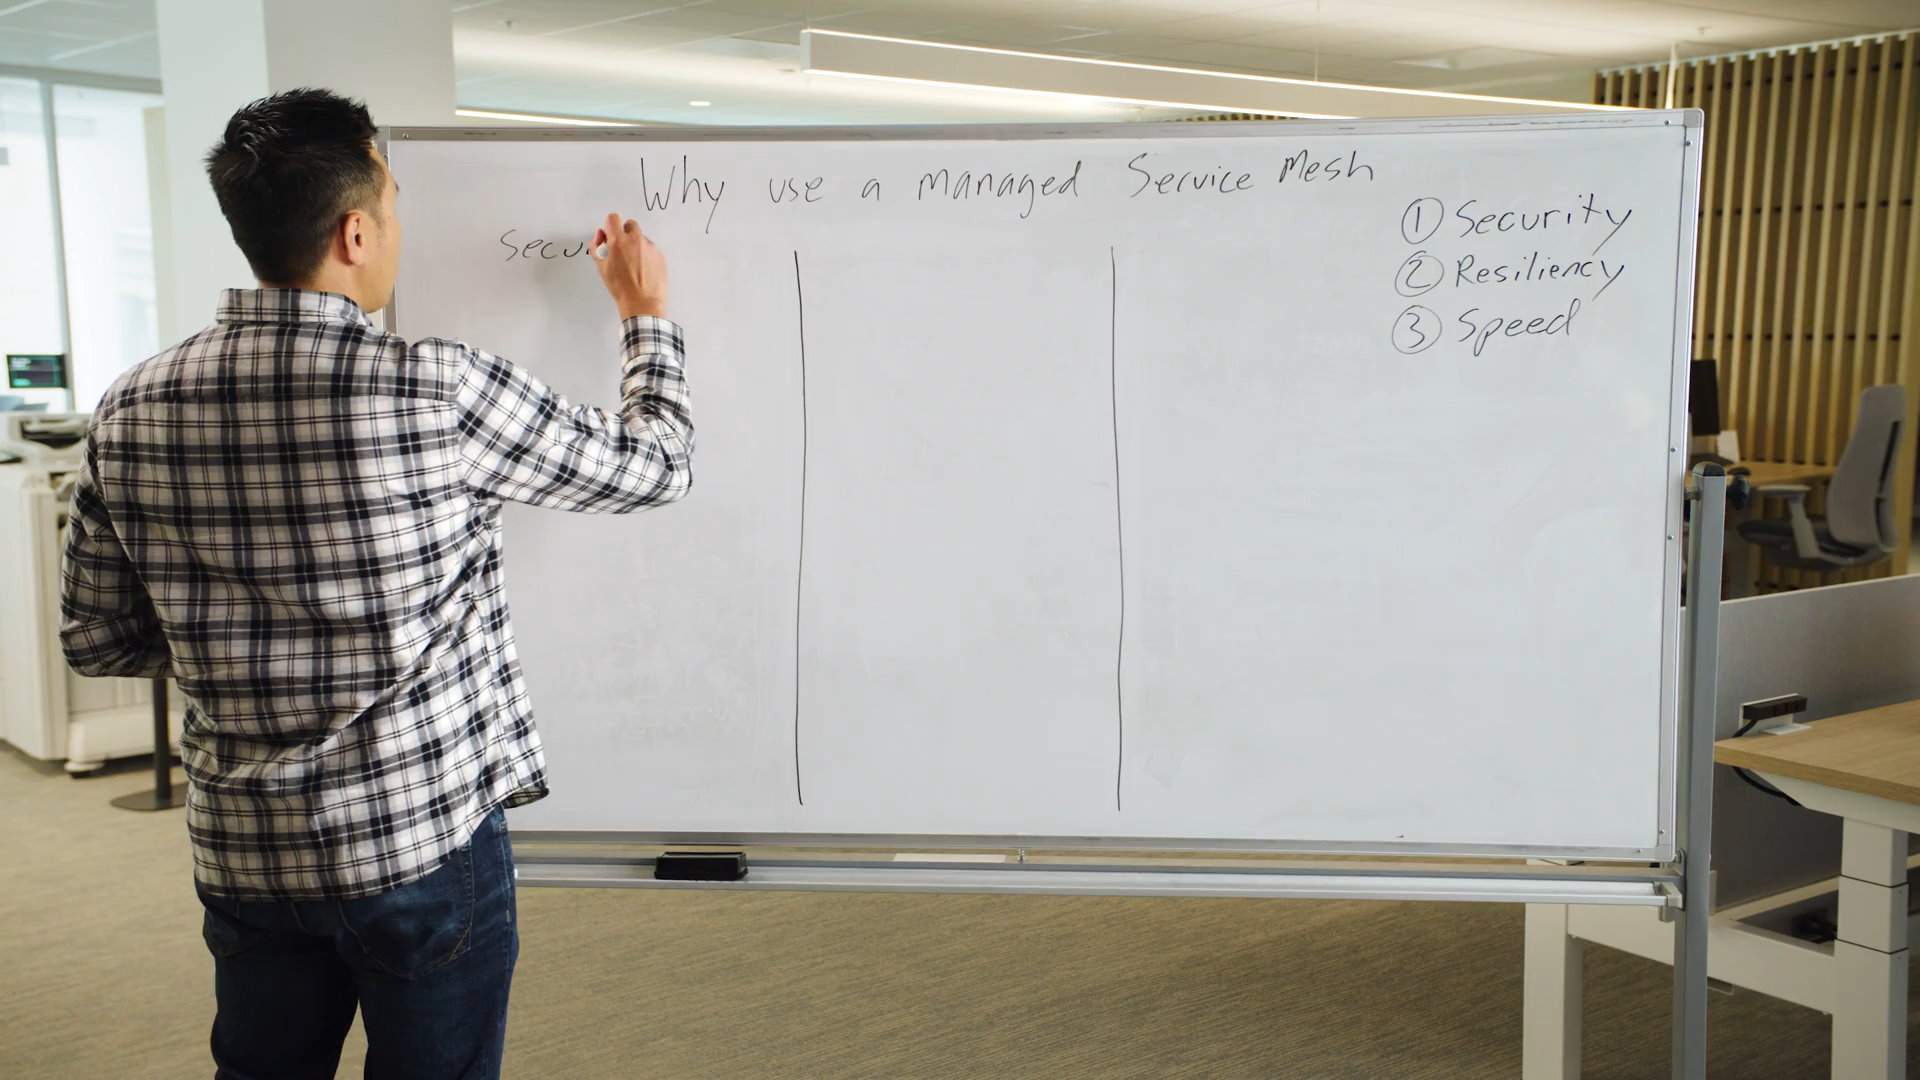 Why use a managed Service Mesh
Secu
① Security
② Resiliency
③ Speed